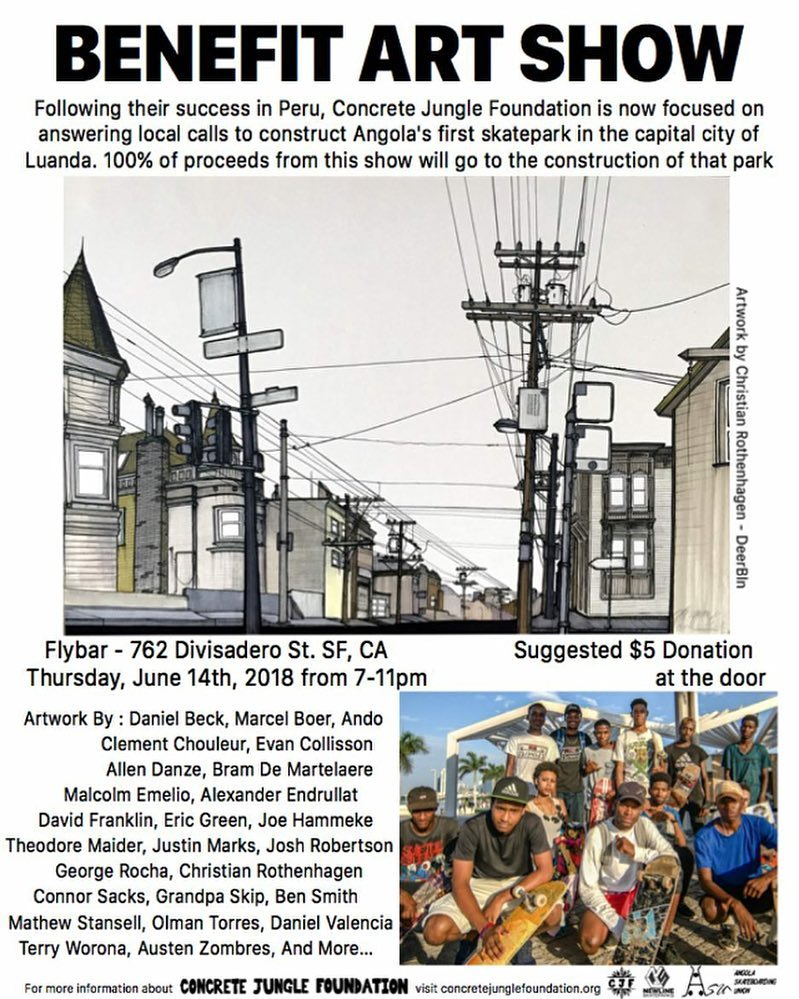 BENEFIT ART SHOW
Following their success in Peru, Concrete Jungle Foundation is now focused on
answering local calls to construct Angola's first skatepark in the capital city of
Luanda. 100% of proceeds from this show will go to the construction of that park
Artwork by Christian Rothenhagen - DeerBln
Flybar - 762 Divisadero St. SF, CA
Thursday, June 14th, 2018 from 7-11pm
Suggested $5 Donation
at the door
Artwork By : Daniel Beck, Marcel Boer, Ando
Clement Chouleur, Evan Collisson
Allen Danze, Bram De Martelaere
Malcolm Emelio, Alexander Endrullat
David Franklin, Eric Green, Joe Hammeke
Theodore Maider, Justin Marks, Josh Robertson
George Rocha, Christian Rothenhagen
Connor Sacks, Grandpa Skip, Ben Smith
Mathew Stansell, Olman Torres, Daniel Valencia
Terry Worona, Austen Zombres, And More...
For more information about CONCRETE JUNGLE FOUNDATION visit concretejunglefoundation.org
CJF
NEWLINE
ASU
ANGOLA
SKATEBOARDING
UNION